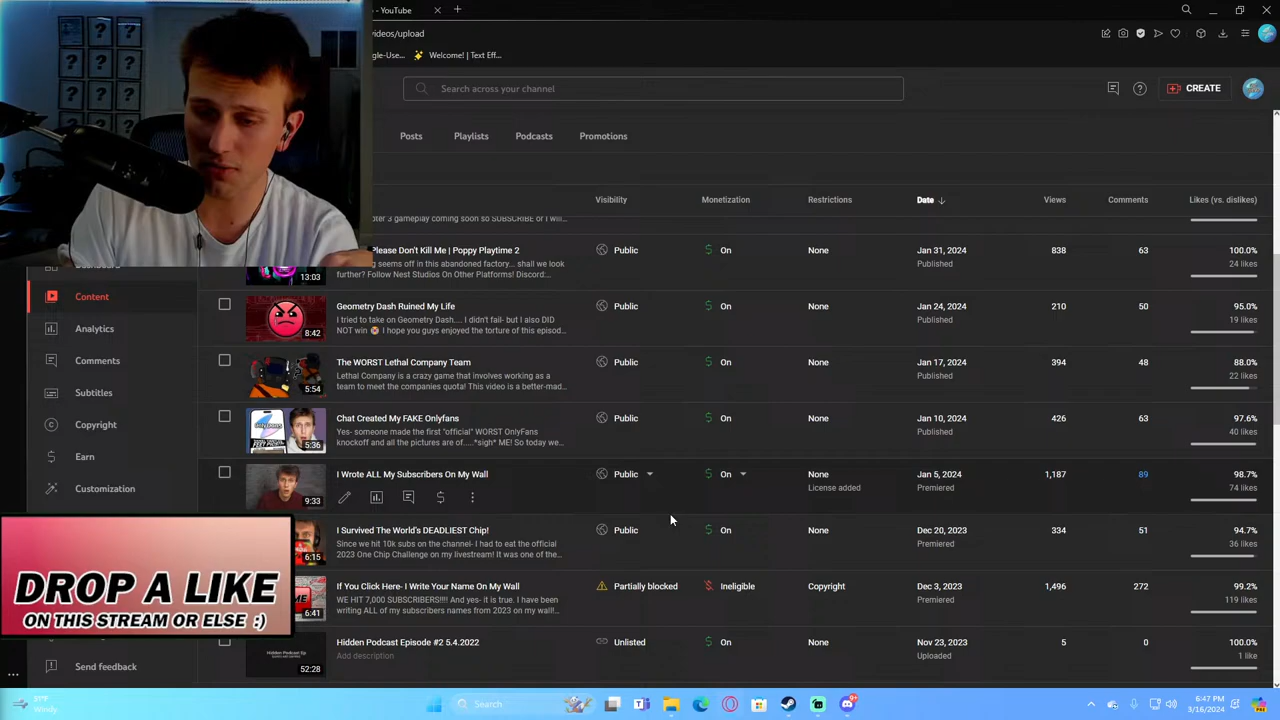 - YouTube
videos/upload
gle-Use...
Welcome! | Text Eff...
Search across your channel
CREATE
Posts
Playlists
Podcasts
Promotions
Visibility
Monetization
Restrictions
Date
Views
Comments
Likes (vs. dislikes)
gameplay coming soon so SUBSCRIBE or I will...
Please Don't Kill Me | Poppy Playtime 2
seems of in this abandoned factory... shall we look
further? Follow Nest Studios On Other Platforms! Discord:...
13:03
Public
On
None
Jan 31, 2024
Published
838
63
100.0%
24 likes
Content
Analytics
Comments
Subtitles
Copyright
Earn
Customization
Geometry Dash Ruined My Life
I tried to take on Geometry Dash.... I didn't fail- but I also DID
NOT win I hope you guys enjoyed the torture of this episod...
8:42
Public
On
None
Jan 24, 2024
Published
210
50
95.0%
19 likes
The WORST Lethal Company Team
Lethal Company is a crazy game that involves working as a
team to meet the companies quota! This video is a better-mad...
5:54
Public
On
None
Jan 17, 2024
Published
394
48
88.0%
22 likes
Chat Created My FAKE Onlyfans
Yes- someone made the first "official" WORST OnlyFans
knockoff and all the pictures are of.....*sigh* ME! So today we...
5:36
Public
On
None
Jan 10, 2024
Published
426
63
97.6%
40 likes
I Wrote ALL My Subscribers On My Wall
9:33
Public
On
None
License added
Jan 5, 2024
Premiered
1,187
89
98.7%
74 likes
I Survived The World's DEADLIEST Chip!
Since we hit 10k subs on the channel- I had to eat the official
2023 One Chip Challenge on my livestream! It was one of the...
6:15
Public
On
None
Dec 20, 2023
Premiered
334
51
94.7%
36 likes
If You Click Here- I Write Your Name On My Wall
WE HIT 7,000 SUBSCRIBERS!!!! And yes- it is true. I have been
writing ALL of my subscribers names from 2023 on my wall!...
6:41
Partially blocked
Ineligible
Copyright
Dec 3, 2023
Premiered
1,496
272
99.2%
119 likes
Hidden Podcast Episode #2 5.4.2022
Add description
52:28
Unlisted
On
None
Nov 23, 2023
Uploaded
5
0
100.0%
1 like
DROP A LIKE
ON THIS STREAM OR ELSE :)
Send feedback
Windy
Search
6:47 PM
3/16/2024